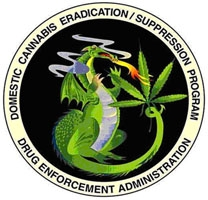 DOMESTIC CANNABIS ERADICATION/SUPPRESSION PROGRAM
DRUG ENFORCEMENT ADMINISTRATION